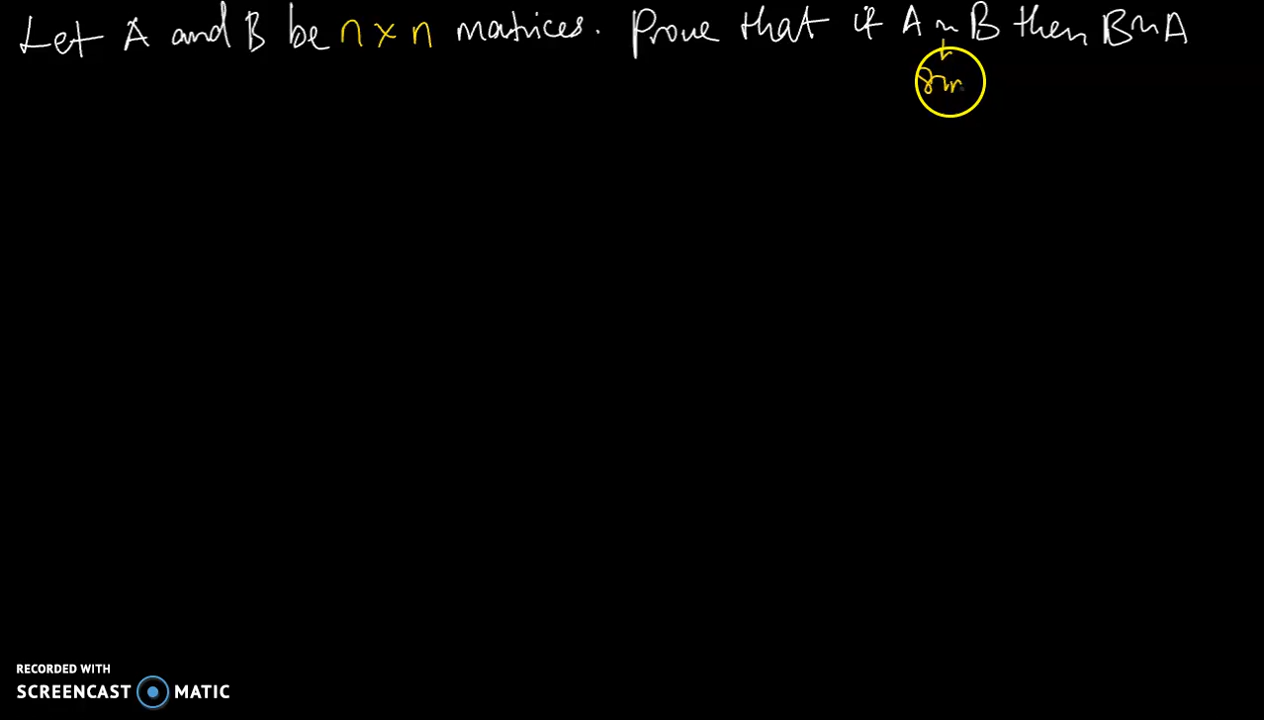 Let A and B be n × n matrices. Prove that if A ~ B then B ~ A
RECORDED WITH
SCREENCAST MATIC